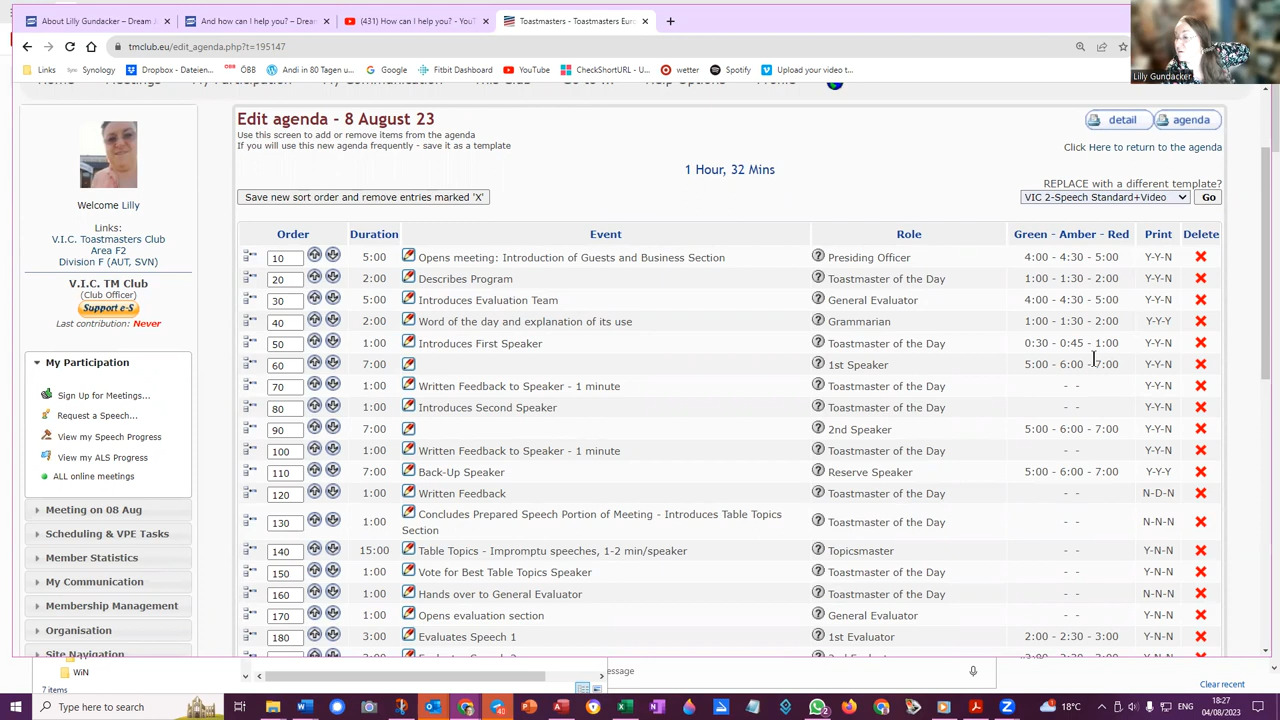 About Lilly Gundacker – Dream J
And how can I help you? – Drea
(431) How can I help you? - You
Toastmasters - Toastmasters Eur
tmclub.eu/edit_agenda.php?t=195147
Links Synology Dropbox - Dateien... ÖBB Andi in 80 Tagen u... Google Fitbit Dashboard YouTube CheckShortURL - U... wetter Spotify Upload your video t...
Lilly Gundacker
Edit agenda - 8 August 23
detail agenda
Use this screen to add or remove items from the agenda
If you will use this new agenda frequently - save it as a template
Click Here to return to the agenda
1 Hour, 32 Mins
REPLACE with a different template?
Save new sort order and remove entries marked 'X'
VIC 2-Speech Standard+Video Go
Welcome Lilly
Links:
V.I.C. Toastmasters Club
Area F2
Division F (AUT, SVN)
V.I.C. TM Club
(Club Officer)
Support e-S
Last contribution: Never
My Participation
Sign Up for Meetings...
Request a Speech...
View my Speech Progress
View my ALS Progress
ALL online meetings
Meeting on 08 Aug
Scheduling & VPE Tasks
Member Statistics
My Communication
Membership Management
Organisation
Site Navigation
Order Duration Event Role Green - Amber - Red Print Delete
10 5:00 Opens meeting: Introduction of Guests and Business Section Presiding Officer 4:00 - 4:30 - 5:00 Y-Y-N
20 2:00 Describes Program Toastmaster of the Day 1:00 - 1:30 - 2:00 Y-Y-N
30 5:00 Introduces Evaluation Team General Evaluator 4:00 - 4:30 - 5:00 Y-Y-N
40 2:00 Word of the day and explanation of its use Grammarian 1:00 - 1:30 - 2:00 Y-Y-Y
50 1:00 Introduces First Speaker Toastmaster of the Day 0:30 - 0:45 - 1:00 Y-Y-N
60 7:00 1st Speaker 5:00 - 6:00 - 7:00 Y-Y-N
70 1:00 Written Feedback to Speaker - 1 minute Toastmaster of the Day - - Y-Y-N
80 1:00 Introduces Second Speaker Toastmaster of the Day - - Y-Y-N
90 7:00 2nd Speaker 5:00 - 6:00 - 7:00 Y-Y-N
100 1:00 Written Feedback to Speaker - 1 minute Toastmaster of the Day - - Y-Y-N
110 7:00 Back-Up Speaker Reserve Speaker 5:00 - 6:00 - 7:00 Y-Y-Y
120 1:00 Written Feedback Toastmaster of the Day - - N-D-N
130 1:00 Concludes Prepared Speech Portion of Meeting - Introduces Table Topics
Section Toastmaster of the Day - - N-N-N
140 15:00 Table Topics - Impromptu speeches, 1-2 min/speaker Topicsmaster - - Y-N-N
150 1:00 Vote for Best Table Topics Speaker Toastmaster of the Day - - Y-N-N
160 1:00 Hands over to General Evaluator Toastmaster of the Day - - N-N-N
170 1:00 Opens evaluation section General Evaluator - - Y-N-N
180 3:00 Evaluates Speech 1 1st Evaluator 2:00 - 2:30 - 3:00 Y-N-N
WiN
7 items
essage
Clear recent
Type here to search
18°C
18:27
04/08/2023